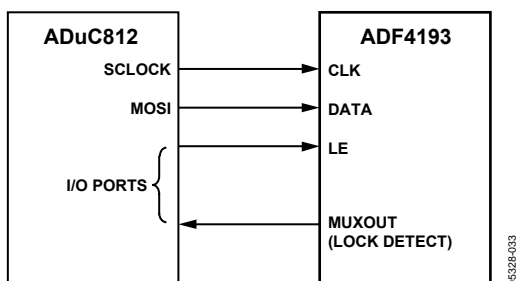 ADuC812
ADF4193
SCLOCK
CLK
MOSI
DATA
LE
I/O PORTS
MUXOUT
(LOCK DETECT)
05328-033